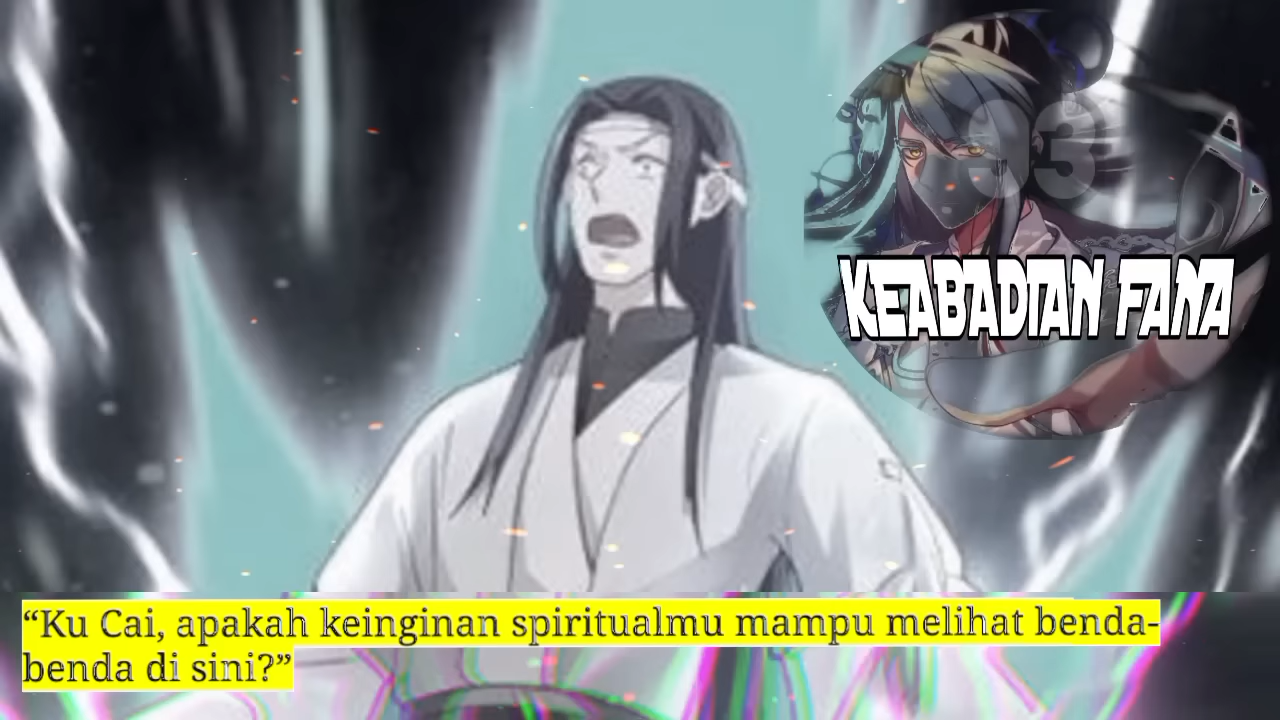 KEABADIAN FANA
“Ku Cai, apakah keinginan spiritualmu mampu melihat benda-
benda di sini?”